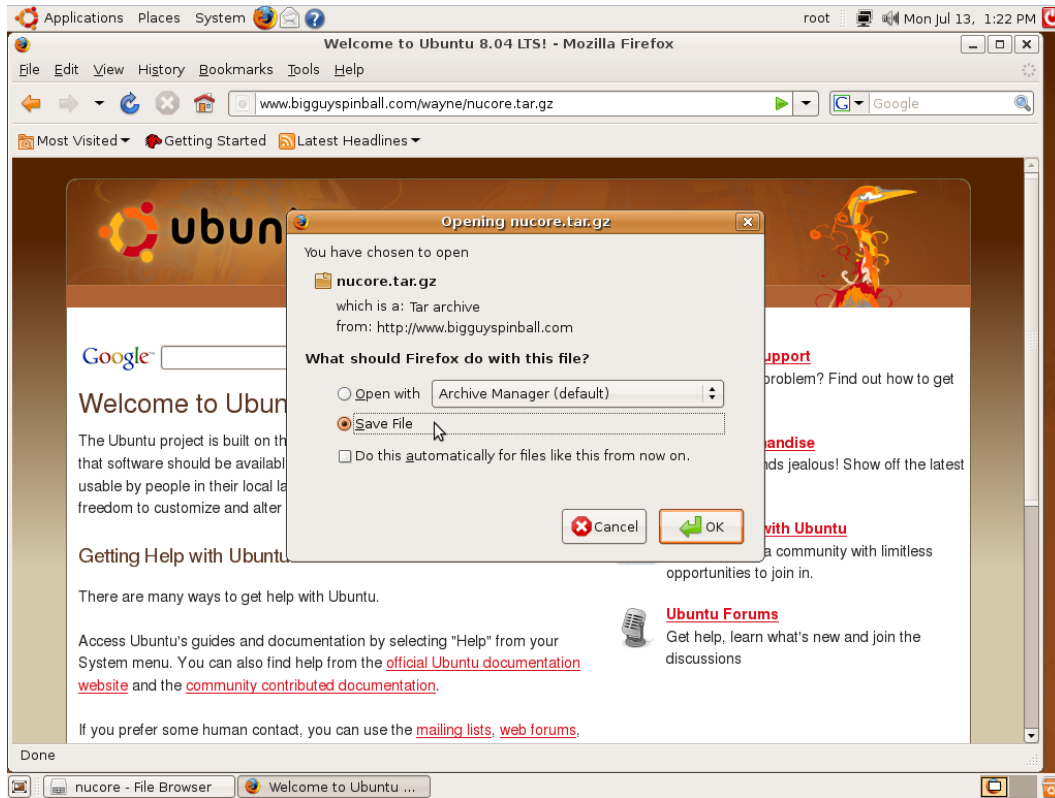 Applications Places System
root Mon Jul 13, 1:22 PM
Welcome to Ubuntu 8.04 LTS! - Mozilla Firefox
File Edit View History Bookmarks Tools Help
www.bigguyspinball.com/wayne/nucore.tar.gz
G Google
Most Visited Getting Started Latest Headlines
ubun
Opening nucore.tar.gz
You have chosen to open
nucore.tar.gz
which is a: Tar archive
from: http://www.bigguyspinball.com
What should Firefox do with this file?
Open with Archive Manager (default)
Save File
Do this automatically for files like this from now on.
Cancel OK
Google
Welcome to Ubun
The Ubuntu project is built on th
that software should be availabl
usable by people in their local la
freedom to customize and alter
Getting Help with Ubuntu
There are many ways to get help with Ubuntu.
Access Ubuntu's guides and documentation by selecting "Help" from your
System menu. You can also find help from the official Ubuntu documentation
website and the community contributed documentation.
If you prefer some human contact, you can use the mailing lists, web forums,
upport
problem? Find out how to get
andise
nds jealous! Show off the latest
with Ubuntu
a community with limitless
opportunities to join in.
Ubuntu Forums
Get help, learn what's new and join the
discussions
Done
nucore - File Browser
Welcome to Ubuntu ...